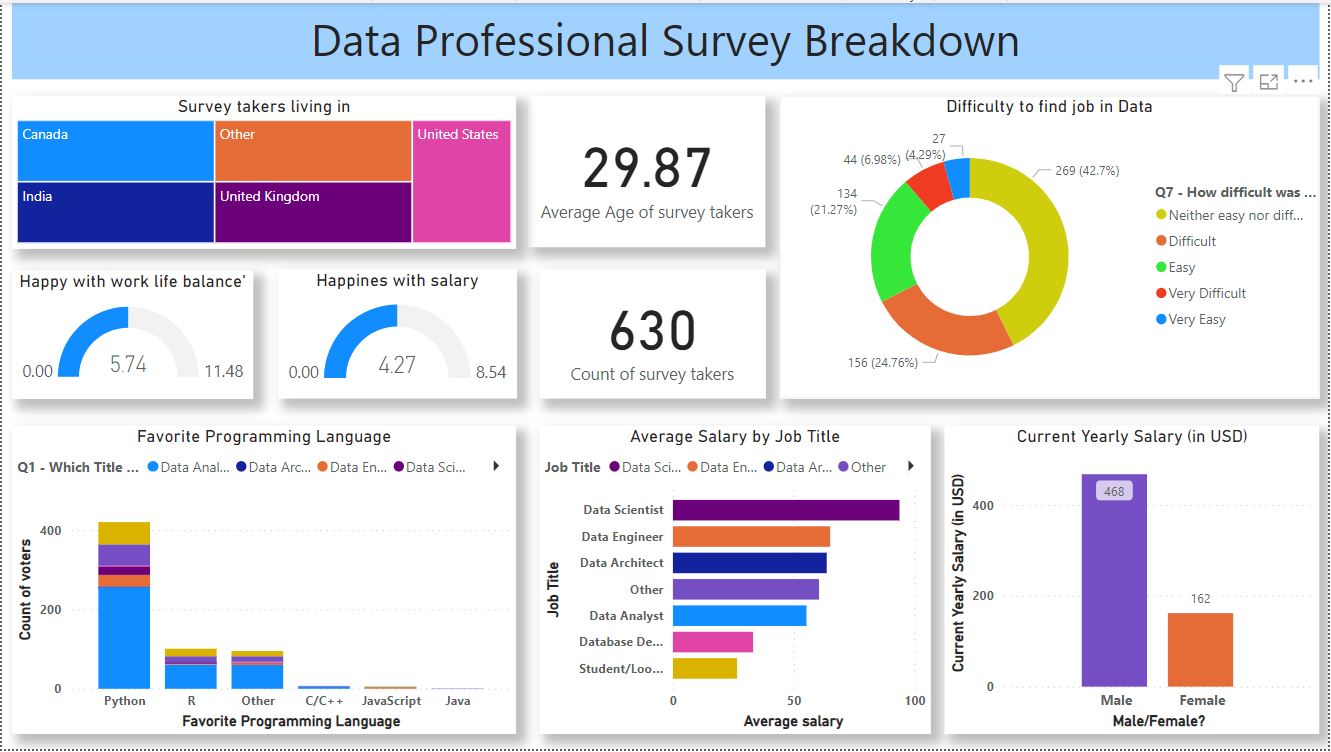 Data Professional Survey Breakdown
Survey takers living in
Canada
Other
United States
India
United Kingdom
29.87
Average Age of survey takers
Difficulty to find job in Data
27
(4.29%)
44 (6.98%)
134
(21.27%)
269 (42.7%)
156 (24.76%)
Q7 - How difficult was ...
Neither easy nor diff...
Difficult
Easy
Very Difficult
Very Easy
Happy with work life balance'
0.00
5.74
11.48
Happines with salary
0.00
4.27
8.54
630
Count of survey takers
Favorite Programming Language
Q1 - Which Title ... Data Anal... Data Arc... Data En... Data Sci...
Count of voters
400
200
0
Python R Other C/C++ JavaScript Java
Favorite Programming Language
Average Salary by Job Title
Job Title Data Sci... Data En... Data Ar... Other
Job Title
Data Scientist
Data Engineer
Data Architect
Other
Data Analyst
Database De...
Student/Loo...
0 50 100
Average salary
Current Yearly Salary (in USD)
Current Yearly Salary (in USD)
400
200
0
468
162
Male Female
Male/Female?